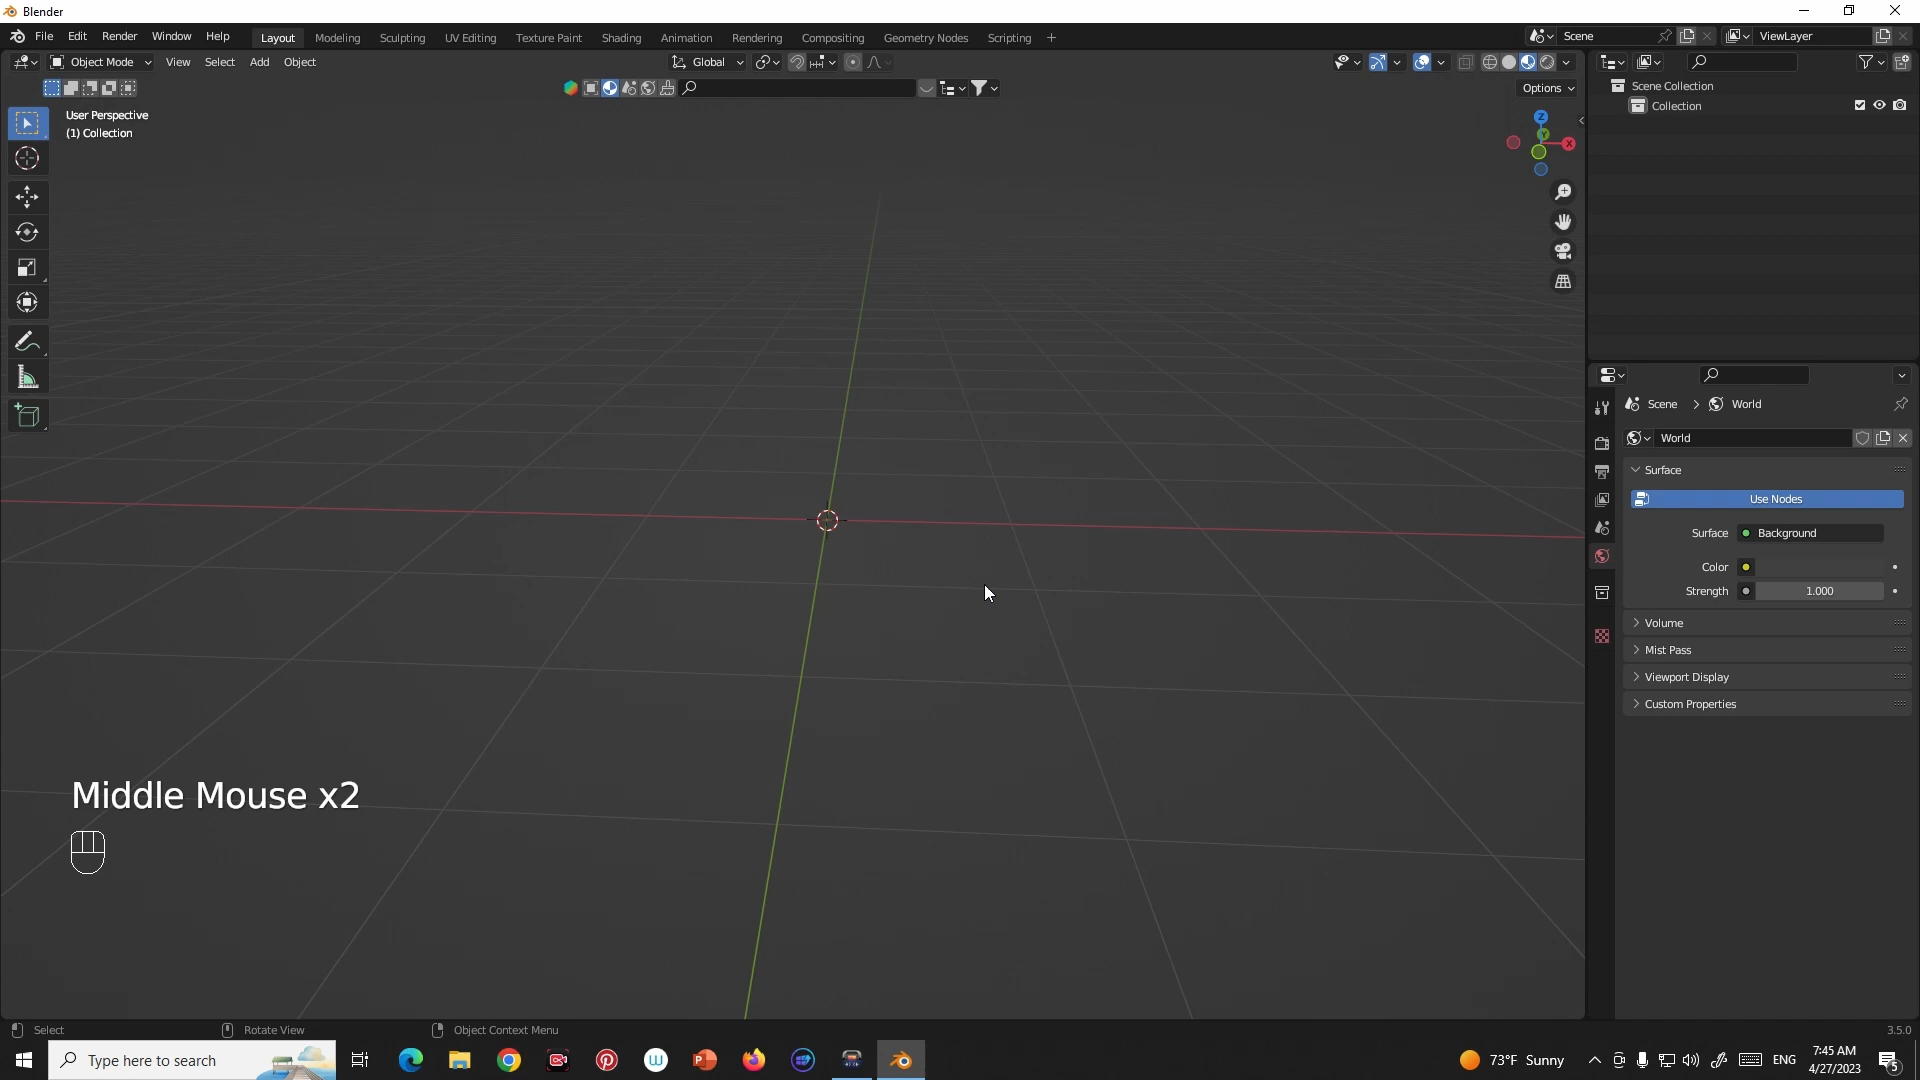 Blender
File Edit Render Window Help Layout Modeling Sculpting UV Editing Texture Paint Shading Animation Rendering Compositing Geometry Nodes Scripting + Scene ViewLayer
Object Mode View Select Add Object Global
Options
User Perspective
(1) Collection
Z
Y
X
Scene Collection
Collection
Scene > World
World
Surface
Use Nodes
Surface Background
Color
Strength 1.000
Volume
Mist Pass
Viewport Display
Custom Properties
Middle Mouse x2
Select Rotate View Object Context Menu 3.5.0
Type here to search
73°F Sunny
ENG
7:45 AM
4/27/2023
5